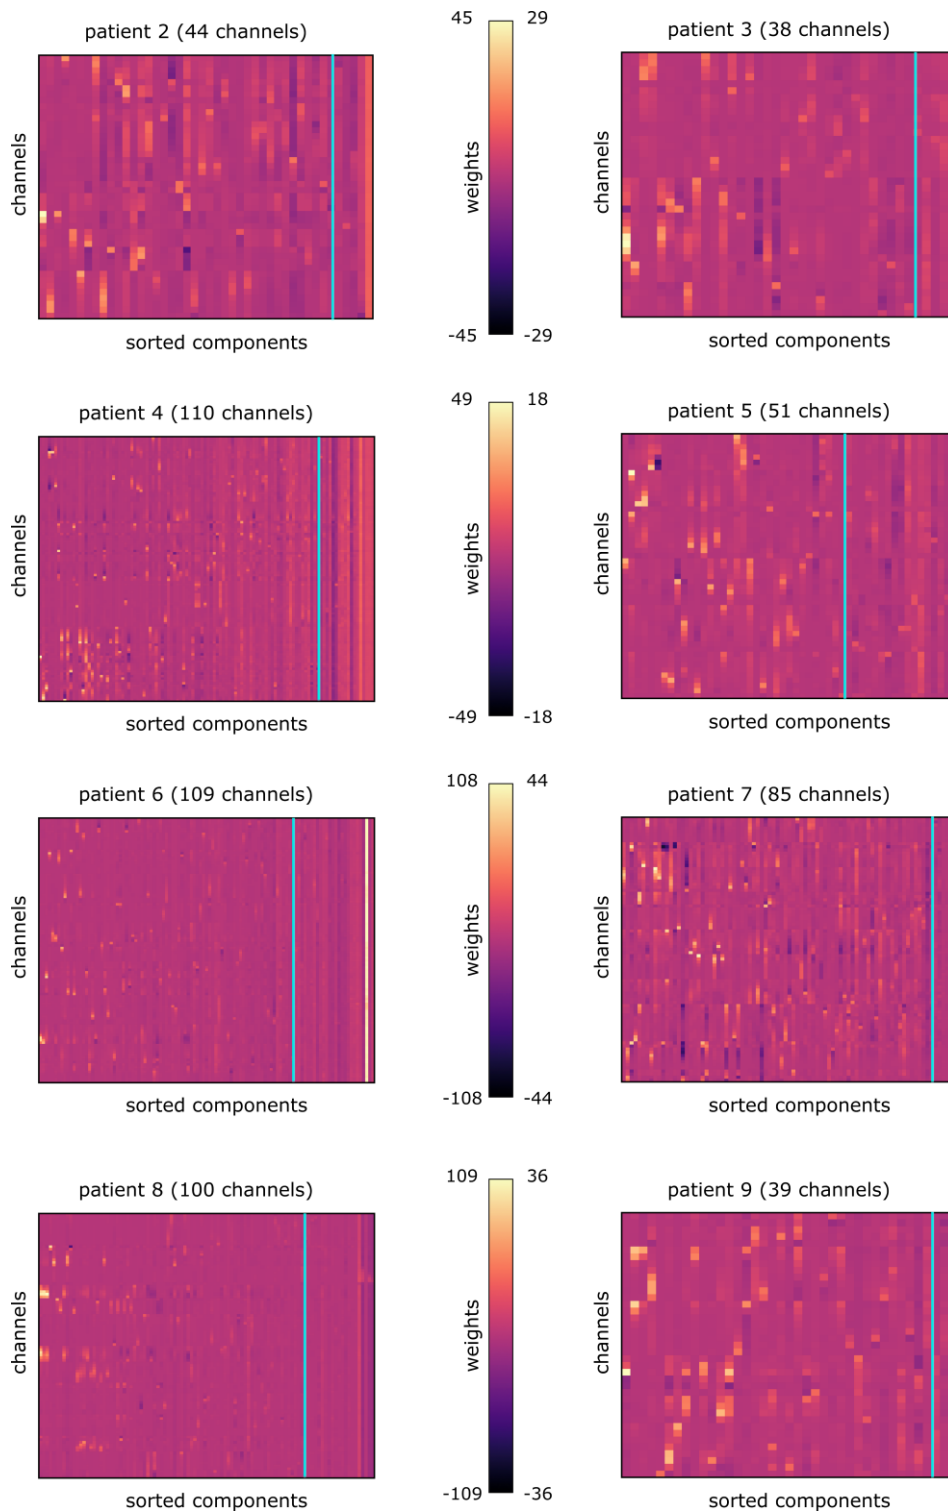 45 29
patient 2 (44 channels)
patient 3 (38 channels)
channels
weights
channels
-45 -29
sorted components
sorted components
49 18
patient 4 (110 channels)
patient 5 (51 channels)
channels
weights
channels
-49 -18
sorted components
sorted components
108 44
patient 6 (109 channels)
patient 7 (85 channels)
channels
weights
channels
-108 -44
sorted components
sorted components
109 36
patient 8 (100 channels)
patient 9 (39 channels)
channels
weights
channels
-109 -36
sorted components
sorted components